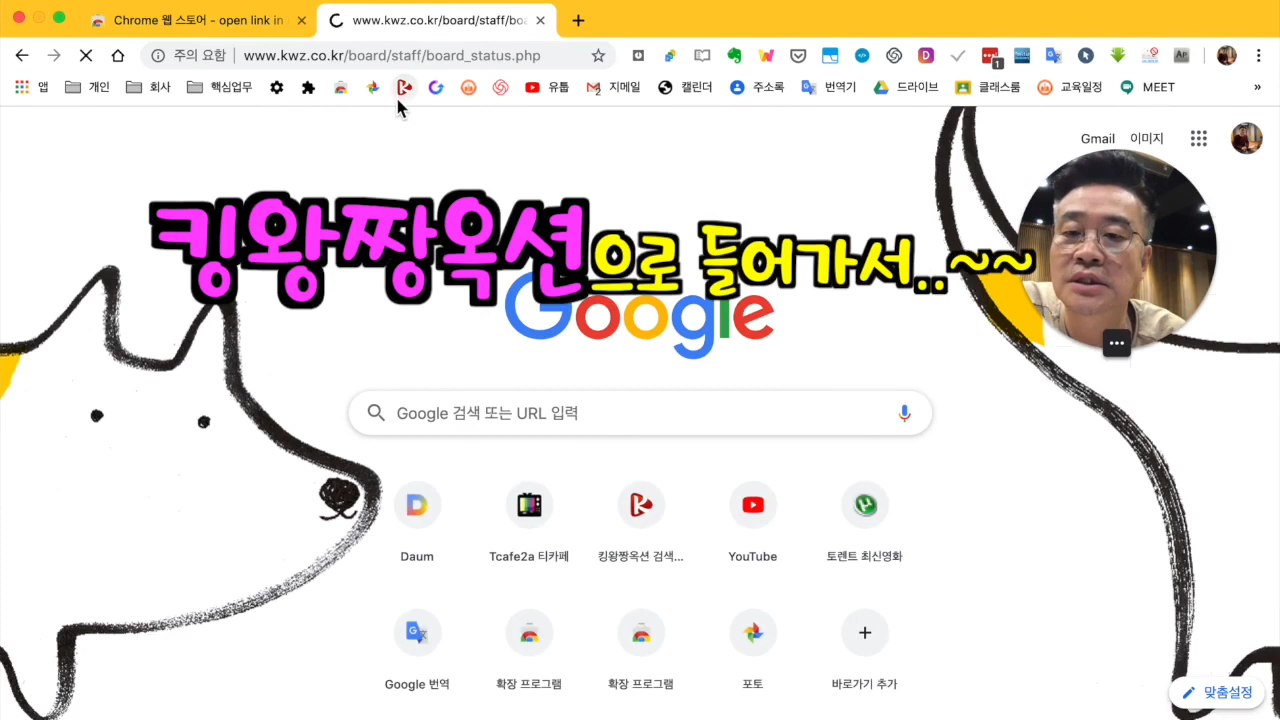 Chrome 웹 스토어 - open link in
www.kwz.co.kr/board/staff/boa
주의 요함 www.kwz.co.kr/board/staff/board_status.php
1
앱 개인 회사 핵심업무 유튭 지메일 캘린더 주소록 번역기 드라이브 클래스룸 교육일정 MEET »
Gmail 이미지
킹왕짱옥션으로 들어가서..~~
Google
Google 검색 또는 URL 입력
Daum Tcafe2a 티카페 킹왕짱옥션 검색... YouTube 토렌트 최신영화
Google 번역 확장 프로그램 확장 프로그램 포토 바로가기 추가
맞춤설정